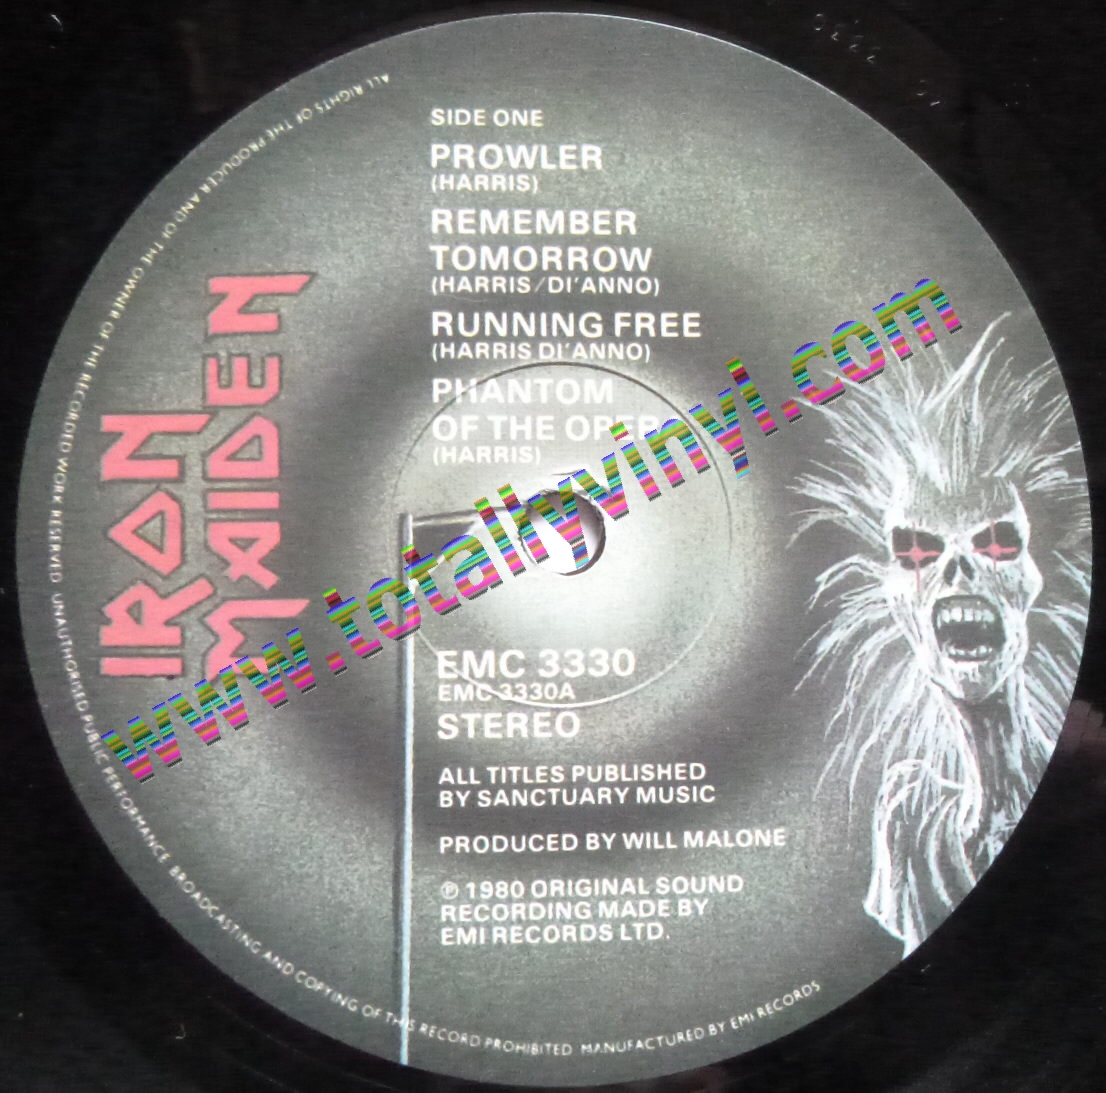 SIDE ONE
PROWLER
(HARRIS)
REMEMBER
TOMORROW
(HARRIS/DI'ANNO)
RUNNING FREE
(HARRIS DI'ANNO)
PHANTOM
OF THE OPERA
(HARRIS)
IRON
MAIDEN
www.totallyvinyl.com
EMC 3330
EMC 3330A
STEREO
ALL TITLES PUBLISHED
BY SANCTUARY MUSIC
PRODUCED BY WILL MALONE
℗ 1980 ORIGINAL SOUND
RECORDING MADE BY
EMI RECORDS LTD.
ALL RIGHTS OF THE PRODUCER AND OF THE OWNER OF THE RECORDED WORK RESERVED UNAUTHORISED PUBLIC PERFORMANCE BROADCASTING AND COPYING OF THIS RECORD PROHIBITED MANUFACTURED BY EMI RECORDS